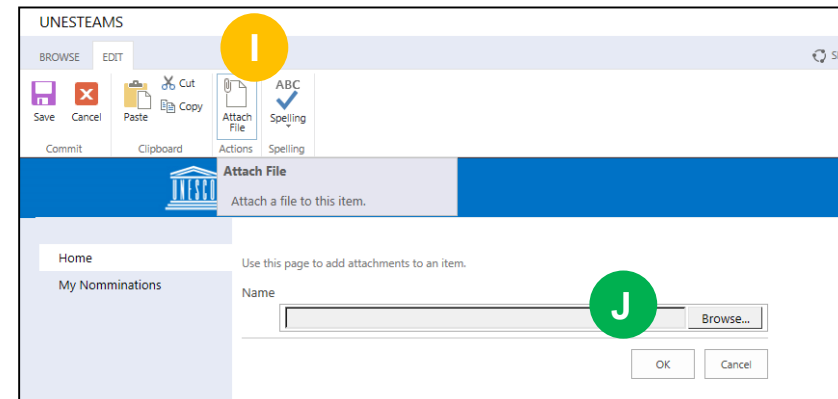 UNESTEAMS
BROWSE EDIT
I
Save Cancel Paste Cut Copy Attach File ABC Spelling
Commit Clipboard Actions Spelling
UNESCO
Attach File
Attach a file to this item.
Home
My Nomminations
Use this page to add attachments to an item.
Name
J
Browse...
OK Cancel